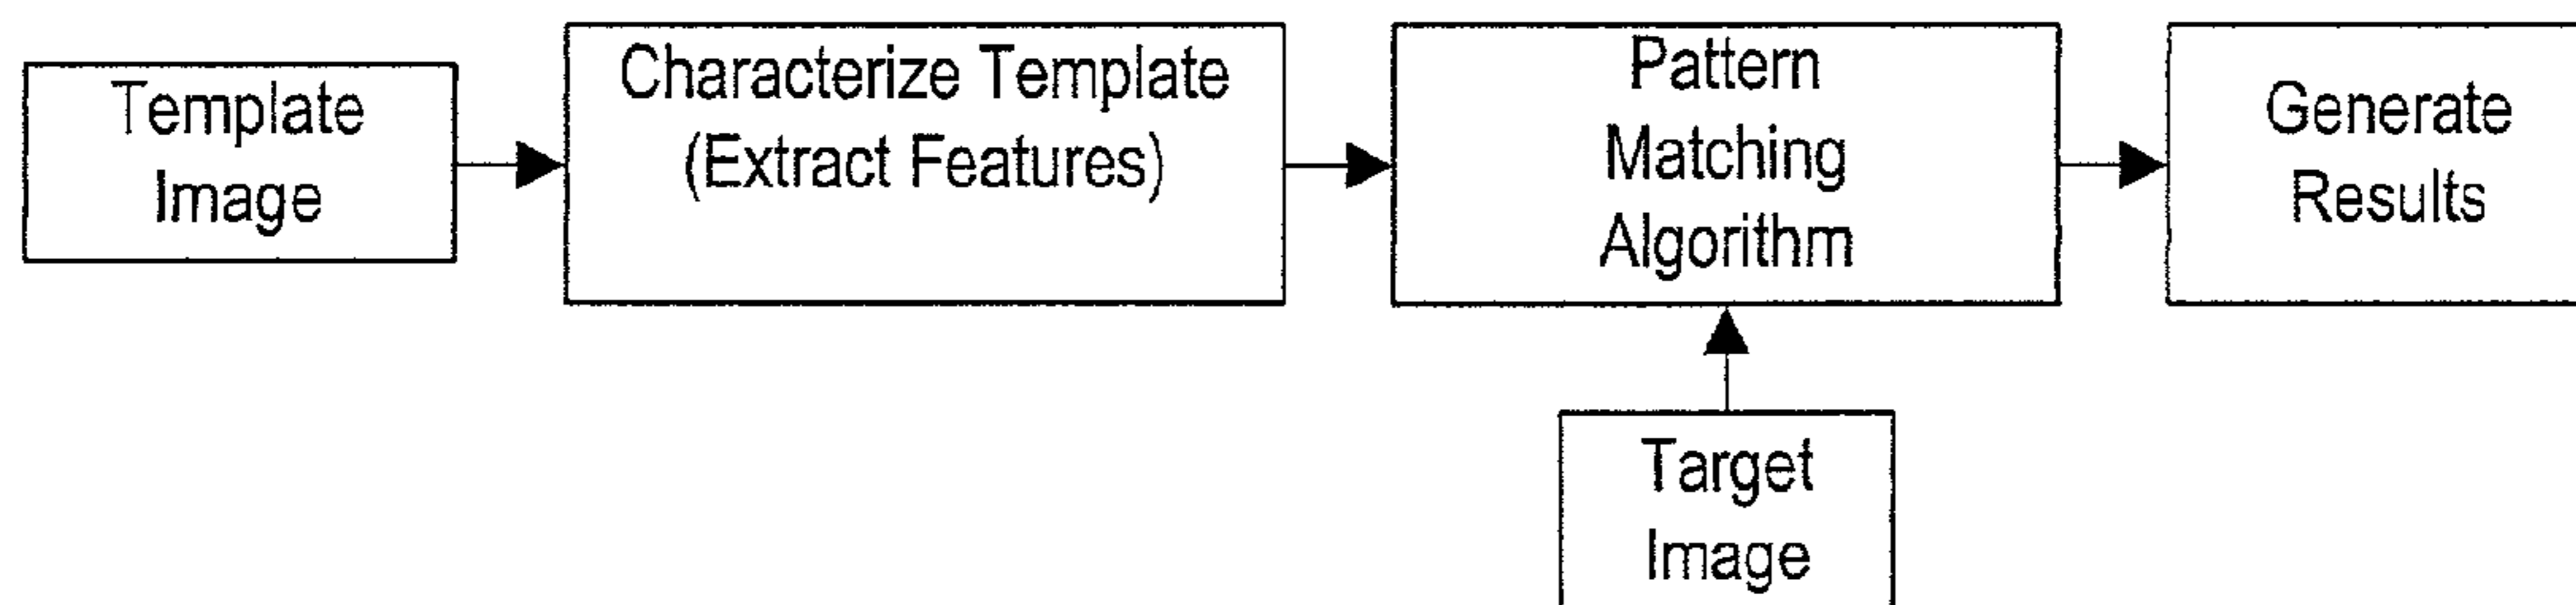 Template
Image
Characterize Template
(Extract Features)
Pattern
Matching
Algorithm
Generate
Results
Target
Image